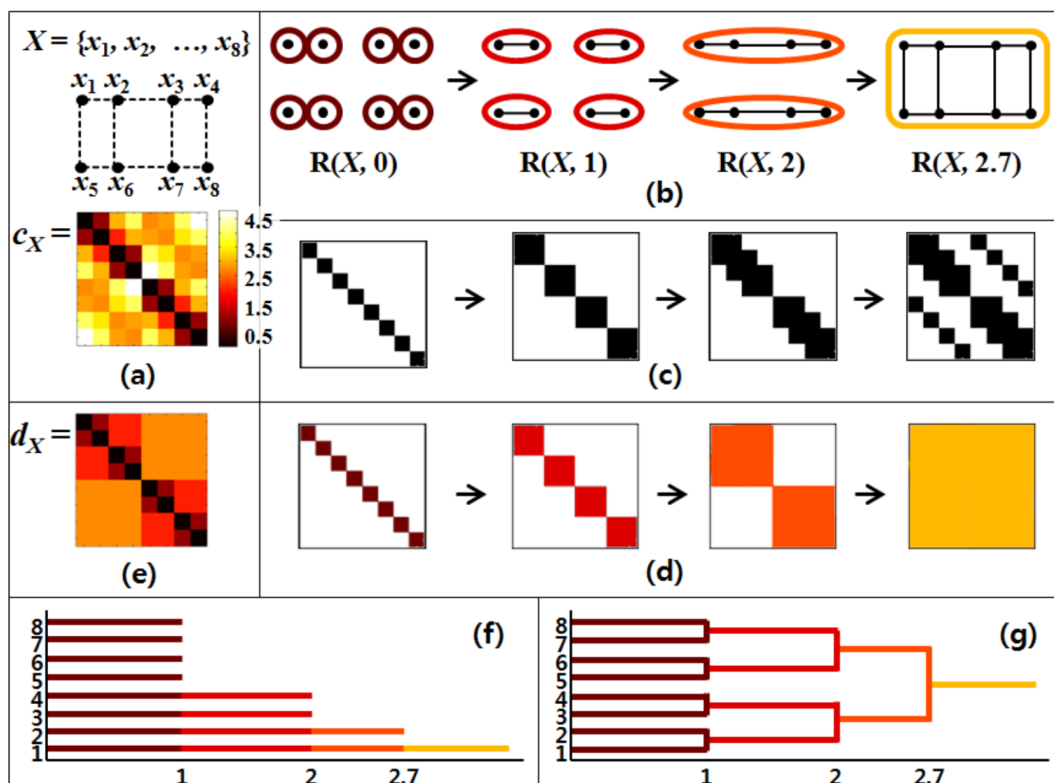 X = {x1, x2, ..., x8}
x1 x2 x3 x4
x5 x6 x7 x8
cX =
4.5
3.5
2.5
1.5
0.5
(a)
R(X, 0) R(X, 1) R(X, 2) R(X, 2.7)
(b)
(c)
dX =
(e)
(d)
8
7
6
5
4
3
2
1
1 2 2.7
(f)
8
7
6
5
4
3
2
1
1 2 2.7
(g)